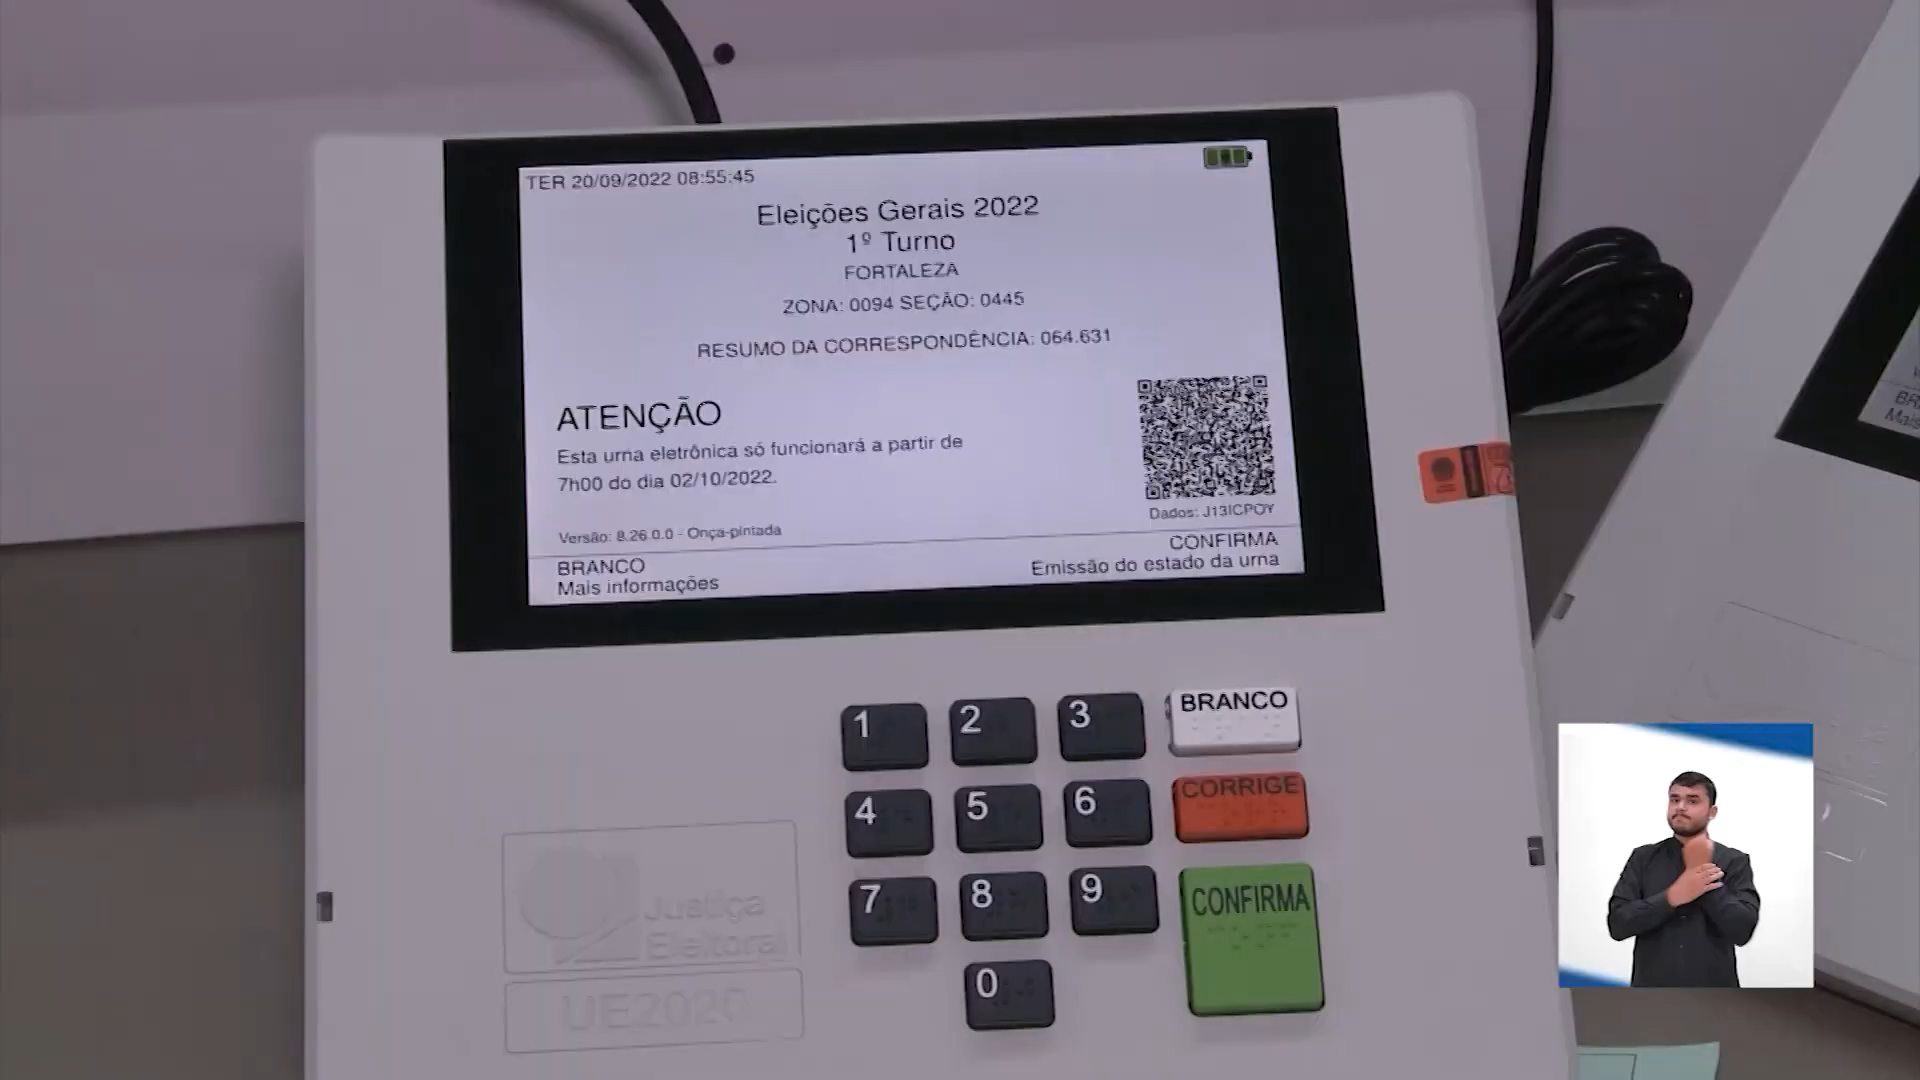 TER 20/09/2022 08:55:45
Eleições Gerais 2022
1º Turno
FORTALEZA
ZONA: 0094 SEÇÃO: 0445
RESUMO DA CORRESPONDÊNCIA: 064.631
ATENÇÃO
Esta urna eletrônica só funcionará a partir de
7h00 do dia 02/10/2022.
Dados: J13ICPOY
Versão: 8.26.0.0 - Onça-pintada
BRANCO
Mais informações
CONFIRMA
Emissão do estado da urna
1 2 3 BRANCO
4 5 6 CORRIGE
7 8 9 CONFIRMA
0
Justiça
Eleitoral
UE2020
BR
Mais